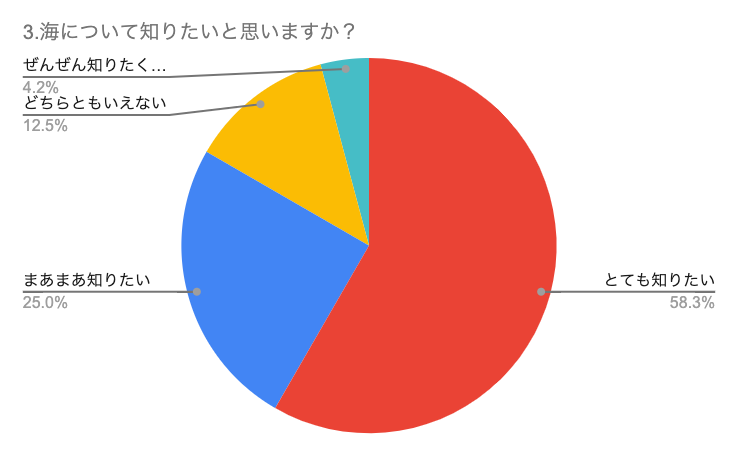 3.海について知りたいと思いますか？
ぜんぜん知りたく…
4.2%
どちらともいえない
12.5%
まあまあ知りたい
25.0%
とても知りたい
58.3%